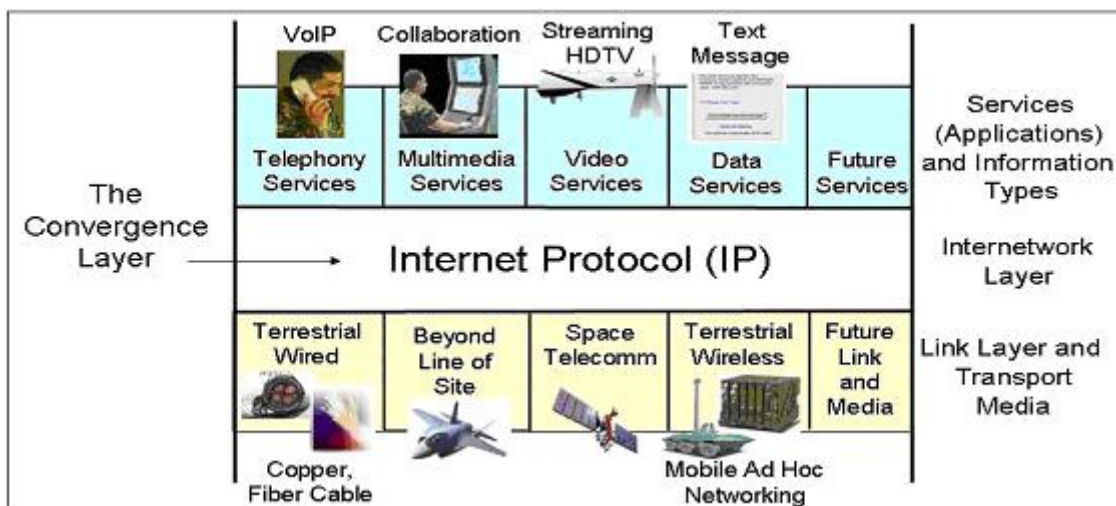 VoIP
Collaboration
Streaming
HDTV
Text
Message
Telephony
Services
Multimedia
Services
Video
Services
Data
Services
Future
Services
Services
(Applications)
and Information
Types
The
Convergence
Layer
Internet Protocol (IP)
Internetwork
Layer
Terrestrial
Wired
Beyond
Line of
Site
Space
Telecomm
Terrestrial
Wireless
Future
Link
and
Media
Link Layer and
Transport
Media
Copper,
Fiber Cable
Mobile Ad Hoc
Networking